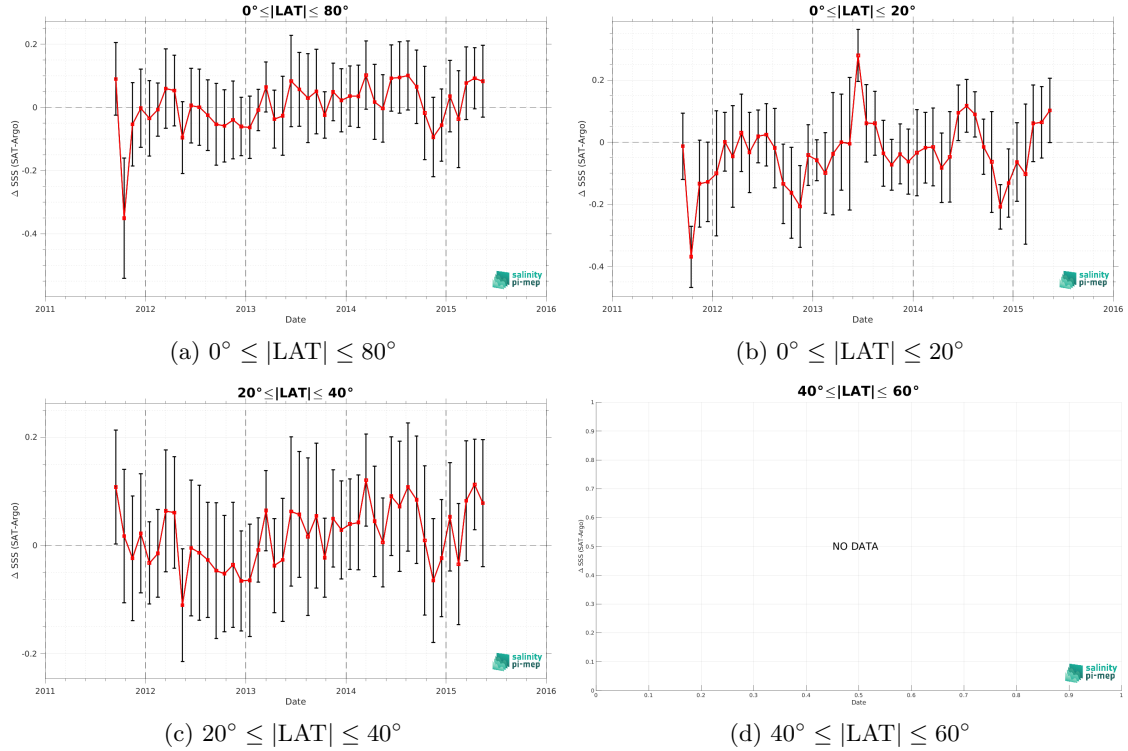 0°≤|LAT|≤ 80°
0.2
0
-0.2
-0.4
Δ SSS (SAT-Argo)
2011 2012 2013 2014 2015 2016
Date
salinity
pi-mep
(a) 0° ≤ |LAT| ≤ 80°
0°≤|LAT|≤ 20°
0.2
0
-0.2
-0.4
Δ SSS (SAT-Argo)
2011 2012 2013 2014 2015 2016
Date
salinity
pi-mep
(b) 0° ≤ |LAT| ≤ 20°
20°≤|LAT|≤ 40°
0.2
0
-0.2
Δ SSS (SAT-Argo)
2011 2012 2013 2014 2015 2016
Date
salinity
pi-mep
(c) 20° ≤ |LAT| ≤ 40°
40°≤|LAT|≤ 60°
1
0.9
0.8
0.7
0.6
0.5
0.4
0.3
0.2
0.1
0
Δ SSS (SAT-Argo)
NO DATA
0 0.1 0.2 0.3 0.4 0.5 0.6 0.7 0.8 0.9 1
Date
salinity
pi-mep
(d) 40° ≤ |LAT| ≤ 60°